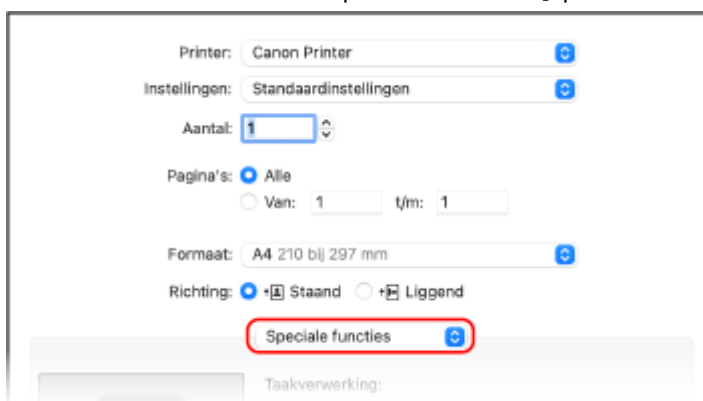 Printer: Canon Printer
Instellingen: Standaardinstellingen
Aantal: 1
Pagina's: Alle
Van: 1 t/m: 1
Formaat: A4 210 bij 297 mm
Richting: Staand Liggend
Speciale functies
Taakverwerking: